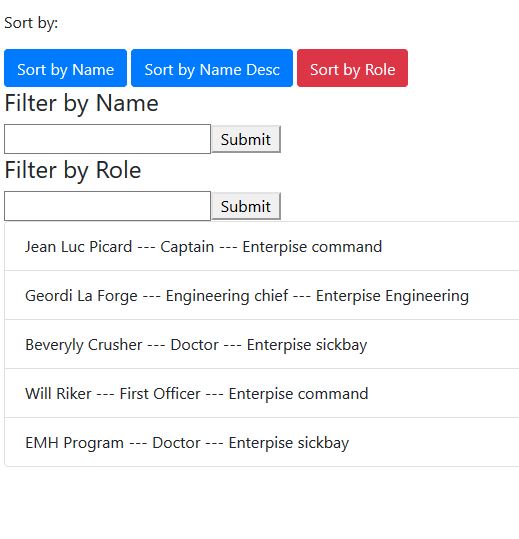 Sort by:
Sort by Name Sort by Name Desc Sort by Role
Filter by Name
Submit
Filter by Role
Submit
Jean Luc Picard --- Captain --- Enterpise command
Geordi La Forge --- Engineering chief --- Enterpise Engineering
Beveryly Crusher --- Doctor --- Enterpise sickbay
Will Riker --- First Officer --- Enterpise command
EMH Program --- Doctor --- Enterpise sickbay